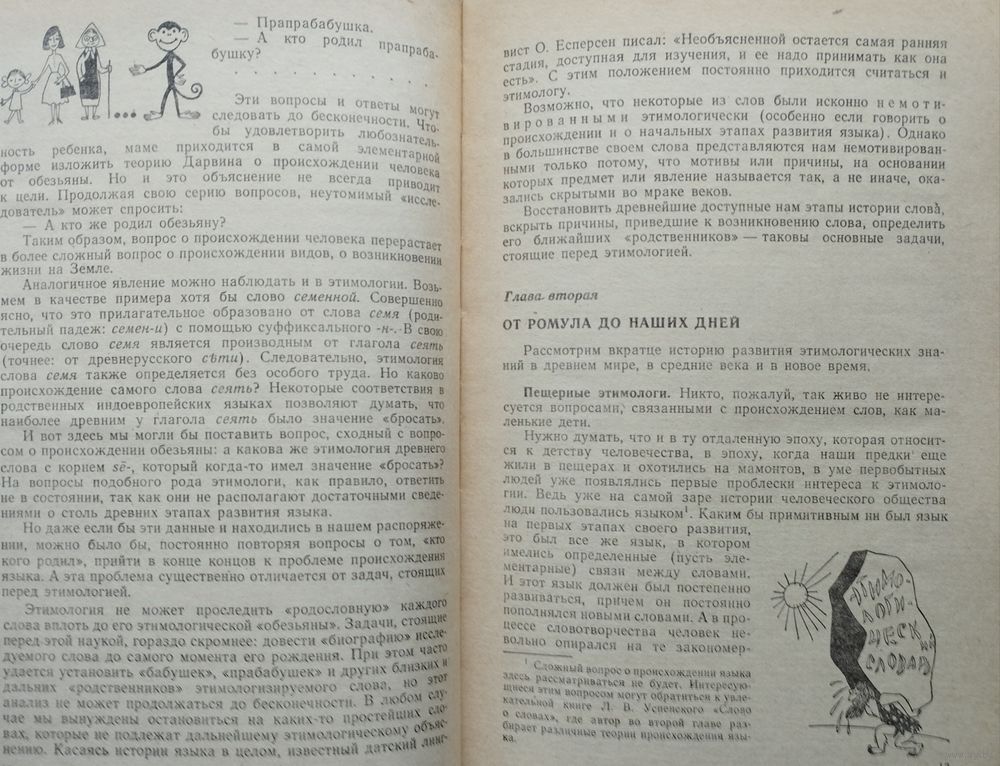 — Прапрабабушка.
— А кто родил прапраба-
бушку?
. . . . . . . . . . . .
Эти вопросы и ответы могут
следовать до бесконечности. Что-
бы удовлетворить любознатель-
ность ребенка, маме приходится в самой элементарной
форме изложить теорию Дарвина о происхождении человека
от обезьяны. Но и это объяснение не всегда приводит
к цели. Продолжая свою серию вопросов, неутомимый «иссле-
дователь» может спросить:
— А кто же родил обезьяну?
Таким образом, вопрос о происхождении человека перерастает
в более сложный вопрос о происхождении видов, о возникновении
жизни на Земле.
Аналогичное явление можно наблюдать и в этимологии. Возь-
мем в качестве примера хотя бы слово семенной. Совершенно
ясно, что это прилагательное образовано от слова семя (роди-
тельный падеж: семен-и) с помощью суффиксального -н-. В свою
очередь слово семя является производным от глагола сеять
(точнее: от древнерусского сѣти). Следовательно, этимология
слова семя также определяется без особого труда. Но каково
происхождение самого слова сеять? Некоторые соответствия в
родственных индоевропейских языках позволяют думать, что
наиболее древним у глагола сеять было значение «бросать».
И вот здесь мы могли бы поставить вопрос, сходный с вопро-
сом о происхождении обезьяны: а какова же этимология древнего
слова с корнем sē-, который когда-то имел значение «бросать»?
На вопросы подобного рода этимологи, как правило, ответить
не в состоянии, так как они не располагают достаточными сведе-
ниями о столь древних этапах развития языка.
Но даже если бы эти данные и находились в нашем распоряже-
нии, можно было бы, постоянно повторяя вопросы о том, «кто
кого родил», прийти в конце концов к проблеме происхождения
языка. А эта проблема существенно отличается от задач, стоящих
перед этимологией.
Этимология не может проследить «родословную» каждого
слова вплоть до его этимологической «обезьяны». Задачи, стоящие
перед этой наукой, гораздо скромнее: довести «биографию» иссле-
дуемого слова до самого момента его рождения. При этом часто
удается установить «бабушек», «прабабушек» и других близких и
дальних «родственников» этимологизируемого слова, но этот
анализ не может продолжаться до бесконечности. В любом слу-
чае мы вынуждены остановиться на каких-то простейших сло-
вах, которые не подлежат дальнейшему этимологическому объяс-
нению. Касаясь истории языка в целом, известный датский линг-
вист О. Есперсен писал: «Необъясненной остается самая ранняя
стадия, доступная для изучения, и ее надо принимать как она
есть». С этим положением постоянно приходится считаться и
этимологу.
Возможно, что некоторые из слов были исконно немоти-
вированными этимологически (особенно если говорить о
происхождении и о начальных этапах развития языка). Однако
в большинстве своем слова представляются нам немотивирован-
ными только потому, что мотивы или причины, на основании
которых предмет или явление называется так, а не иначе, ока-
зались скрытыми во мраке веков.
Восстановить древнейшие доступные нам этапы истории слова,
вскрыть причины, приведшие к возникновению слова, определить
его ближайших «родственников» — таковы основные задачи,
стоящие перед этимологией.
Глава вторая
ОТ РОМУЛА ДО НАШИХ ДНЕЙ
Рассмотрим вкратце историю развития этимологических зна-
ний в древнем мире, в средние века и в новое время.
Пещерные этимологи. Никто, пожалуй, так живо не интере-
суется вопросами, связанными с происхождением слов, как ма-
ленькие дети.
Нужно думать, что и в ту отдаленную эпоху, которая относит-
ся к детству человечества, в эпоху, когда наши предки еще
жили в пещерах и охотились на мамонтов, в уме первобытных
людей уже появлялись первые проблески интереса к этимоло-
гии. Ведь уже на самой заре истории человеческого общества
люди пользовались языком¹. Каким бы примитивным ни был язык
на первых этапах своего развития,
это был все же язык, в котором
имелись определенные (пусть эле-
ментарные) связи между словами.
И этот язык должен был постепенно
развиваться, причем он постоянно
пополнялся новыми словами. А в про-
цессе словотворчества человек не-
вольно опирался на те закономер-
ЭТИМО-
ЛОГИ-
ЧЕСКИЙ
СЛОВАРЬ
¹ Сложный вопрос о происхождении языка
здесь рассматриваться не будет. Интересую-
щиеся этим вопросом могут обратиться к увле-
кательной книге Л. В. Успенского «Слово
о словах», где автор во второй главе раз-
бирает различные теории происхождения язы-
ка.